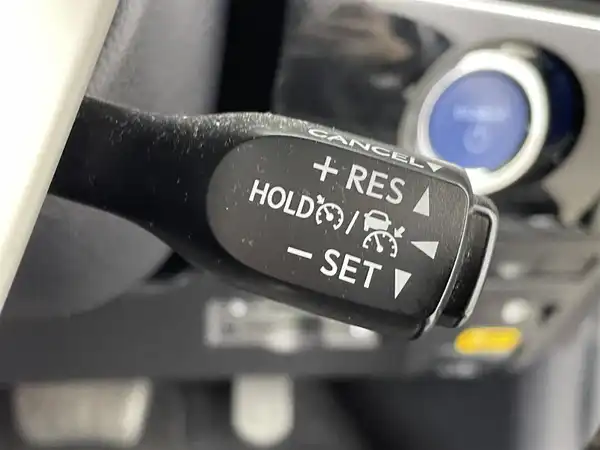 CANCEL
+ RES
HOLD /
- SET